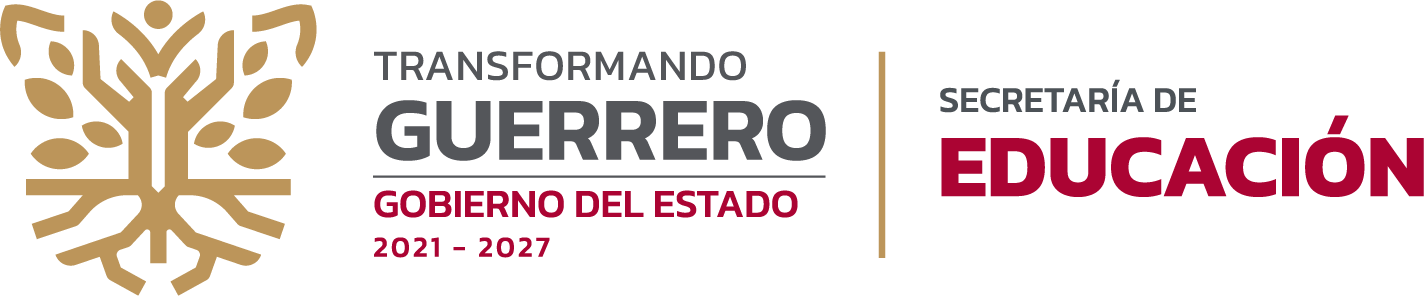 TRANSFORMANDO
GUERRERO
GOBIERNO DEL ESTADO
2021 - 2027
SECRETARÍA DE
EDUCACIÓN